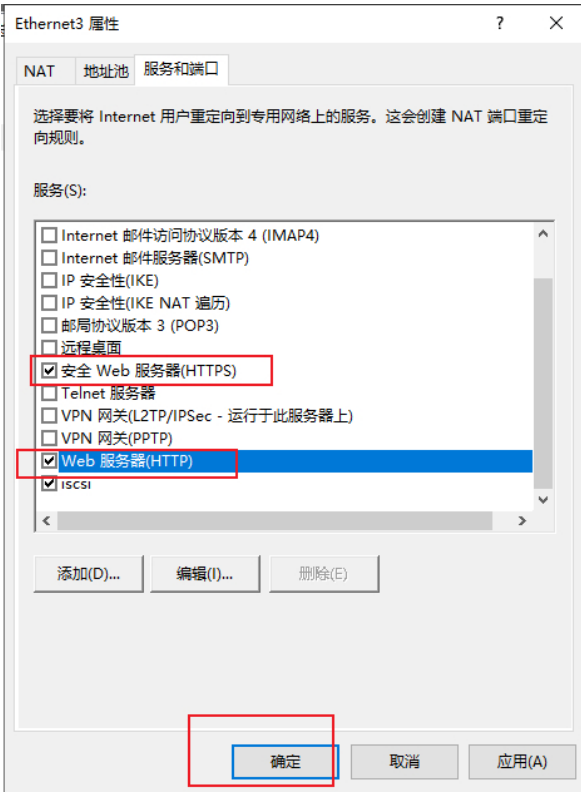 Ethernet3 属性
? ×
NAT 地址池 服务和端口
选择要将 Internet 用户重定向到专用网络上的服务。这会创建 NAT 端口重定
向规则。
服务(S):
Internet 邮件访问协议版本 4 (IMAP4)
Internet 邮件服务器(SMTP)
IP 安全性(IKE)
IP 安全性(IKE NAT 遍历)
邮局协议版本 3 (POP3)
远程桌面
安全 Web 服务器(HTTPS)
Telnet 服务器
VPN 网关(L2TP/IPSec - 运行于此服务器上)
VPN 网关(PPTP)
Web 服务器(HTTP)
iscsi
添加(D)... 编辑(I)... 删除(E)
确定 取消 应用(A)